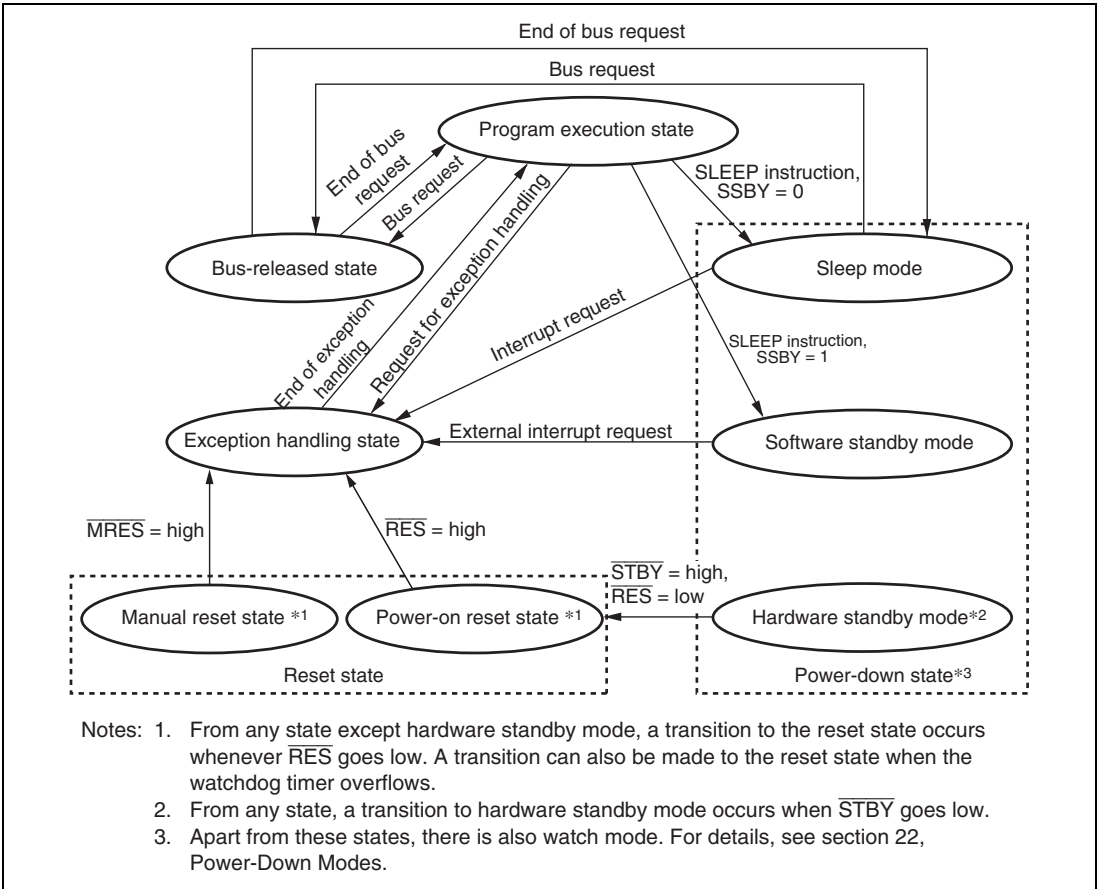 End of bus request
Bus request
Program execution state
End of bus
request
Bus request
SLEEP instruction,
SSBY = 0
Bus-released state
Sleep mode
End of exception
handling
Request for exception handling
Interrupt request
SLEEP instruction,
SSBY = 1
Exception handling state
External interrupt request
Software standby mode
M̅R̅E̅S̅ = high
R̅E̅S̅ = high
S̅T̅B̅Y̅ = high,
R̅E̅S̅ = low
Manual reset state *1
Power-on reset state *1
Hardware standby mode*2
Reset state
Power-down state*3
Notes: 1. From any state except hardware standby mode, a transition to the reset state occurs
whenever R̅E̅S̅ goes low. A transition can also be made to the reset state when the
watchdog timer overflows.
2. From any state, a transition to hardware standby mode occurs when S̅T̅B̅Y̅ goes low.
3. Apart from these states, there is also watch mode. For details, see section 22,
Power-Down Modes.